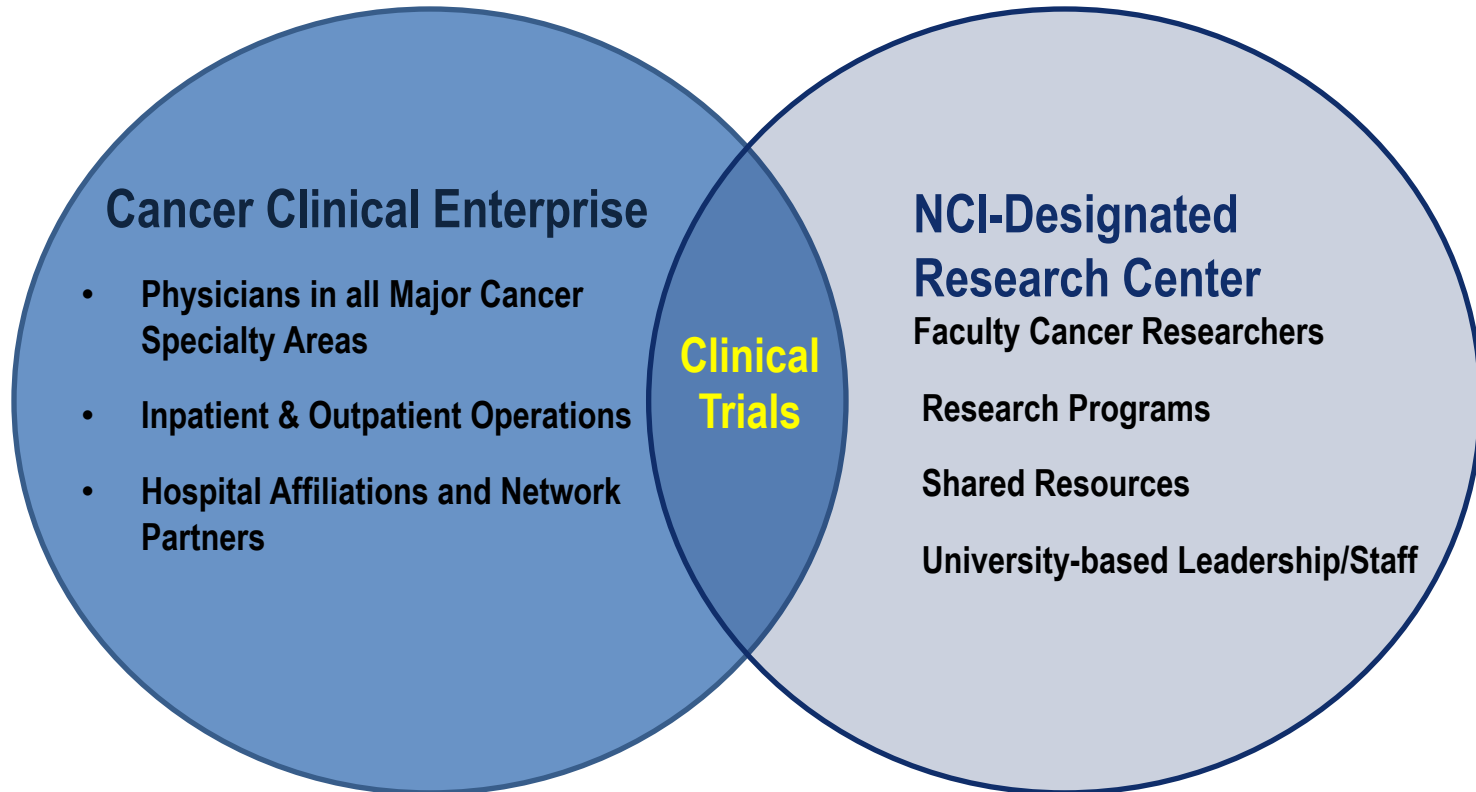 Cancer Clinical Enterprise
• Physicians in all Major Cancer
Specialty Areas
• Inpatient & Outpatient Operations
• Hospital Affiliations and Network
Partners
Clinical
Trials
NCI-Designated
Research Center
Faculty Cancer Researchers
Research Programs
Shared Resources
University-based Leadership/Staff